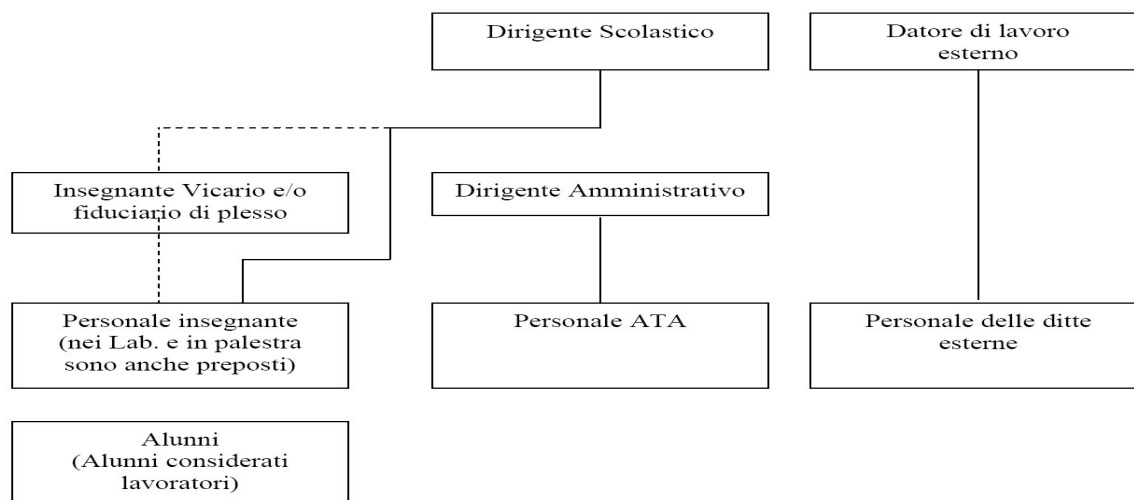 Dirigente Scolastico
Datore di lavoro
esterno
Insegnante Vicario e/o
fiduciario di plesso
Dirigente Amministrativo
Personale insegnante
(nei Lab. e in palestra
sono anche preposti)
Personale ATA
Personale delle ditte
esterne
Alunni
(Alunni considerati
lavoratori)